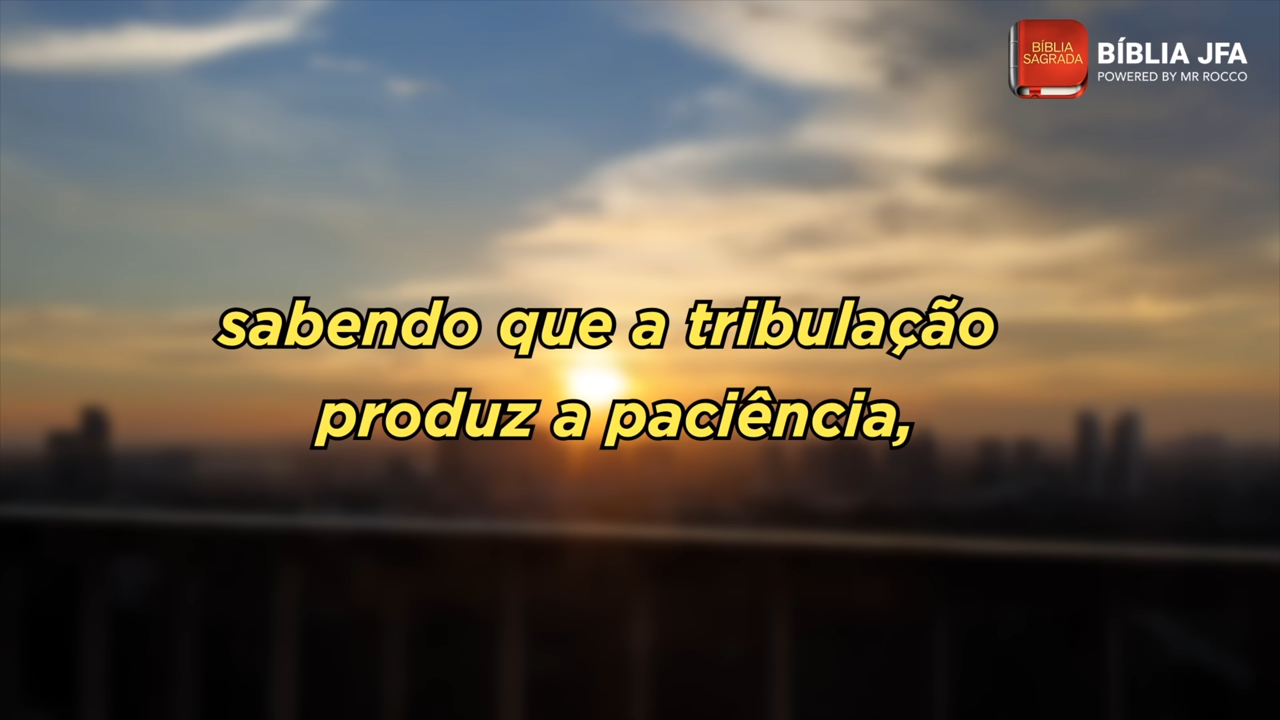 BÍBLIA
SAGRADA
BÍBLIA JFA
POWERED BY MR ROCCO
sabendo que a tribulação
produz a paciência,